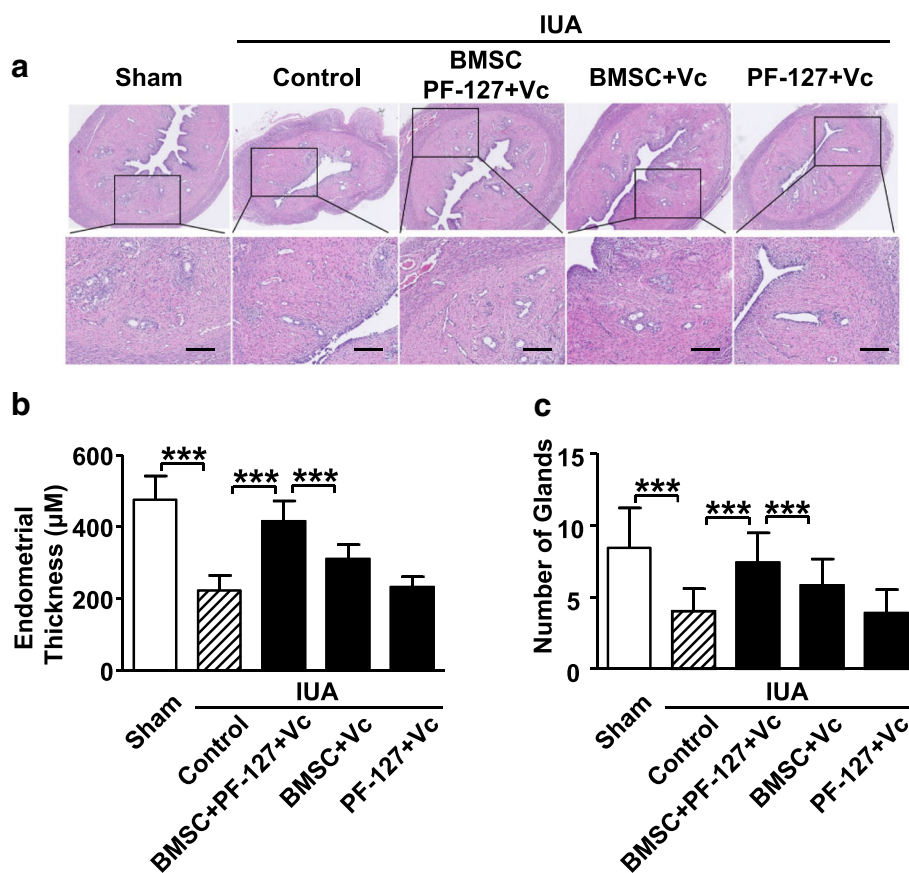 IUA
a
Sham
Control
BMSC
PF-127+Vc
BMSC+Vc
PF-127+Vc
b
Endometrial
Thickness (μM)
600
400
200
0
***
***
***
IUA
Sham
Control
BMSC+PF-127+Vc
BMSC+Vc
PF-127+Vc
c
Number of Glands
15
10
5
0
***
***
***
IUA
Sham
Control
BMSC+PF-127+Vc
BMSC+Vc
PF-127+Vc